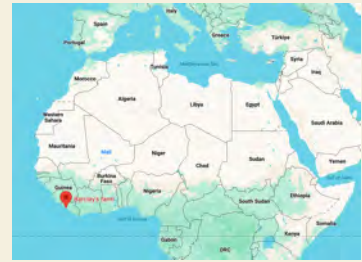 Italy
Spain
Portugal
Greece
Türkiye
Tunisia
Syria
Iraq
Morocco
Algeria
Libya
Egypt
Western
Sahara
Saudi Arabia
Mauritania
Mali
Niger
Chad
Sudan
Yemen
Burkina
Faso
Guinea
Nigeria
South Sudan
Ethiopia
Somalia
Gabon
DRC
Kenya